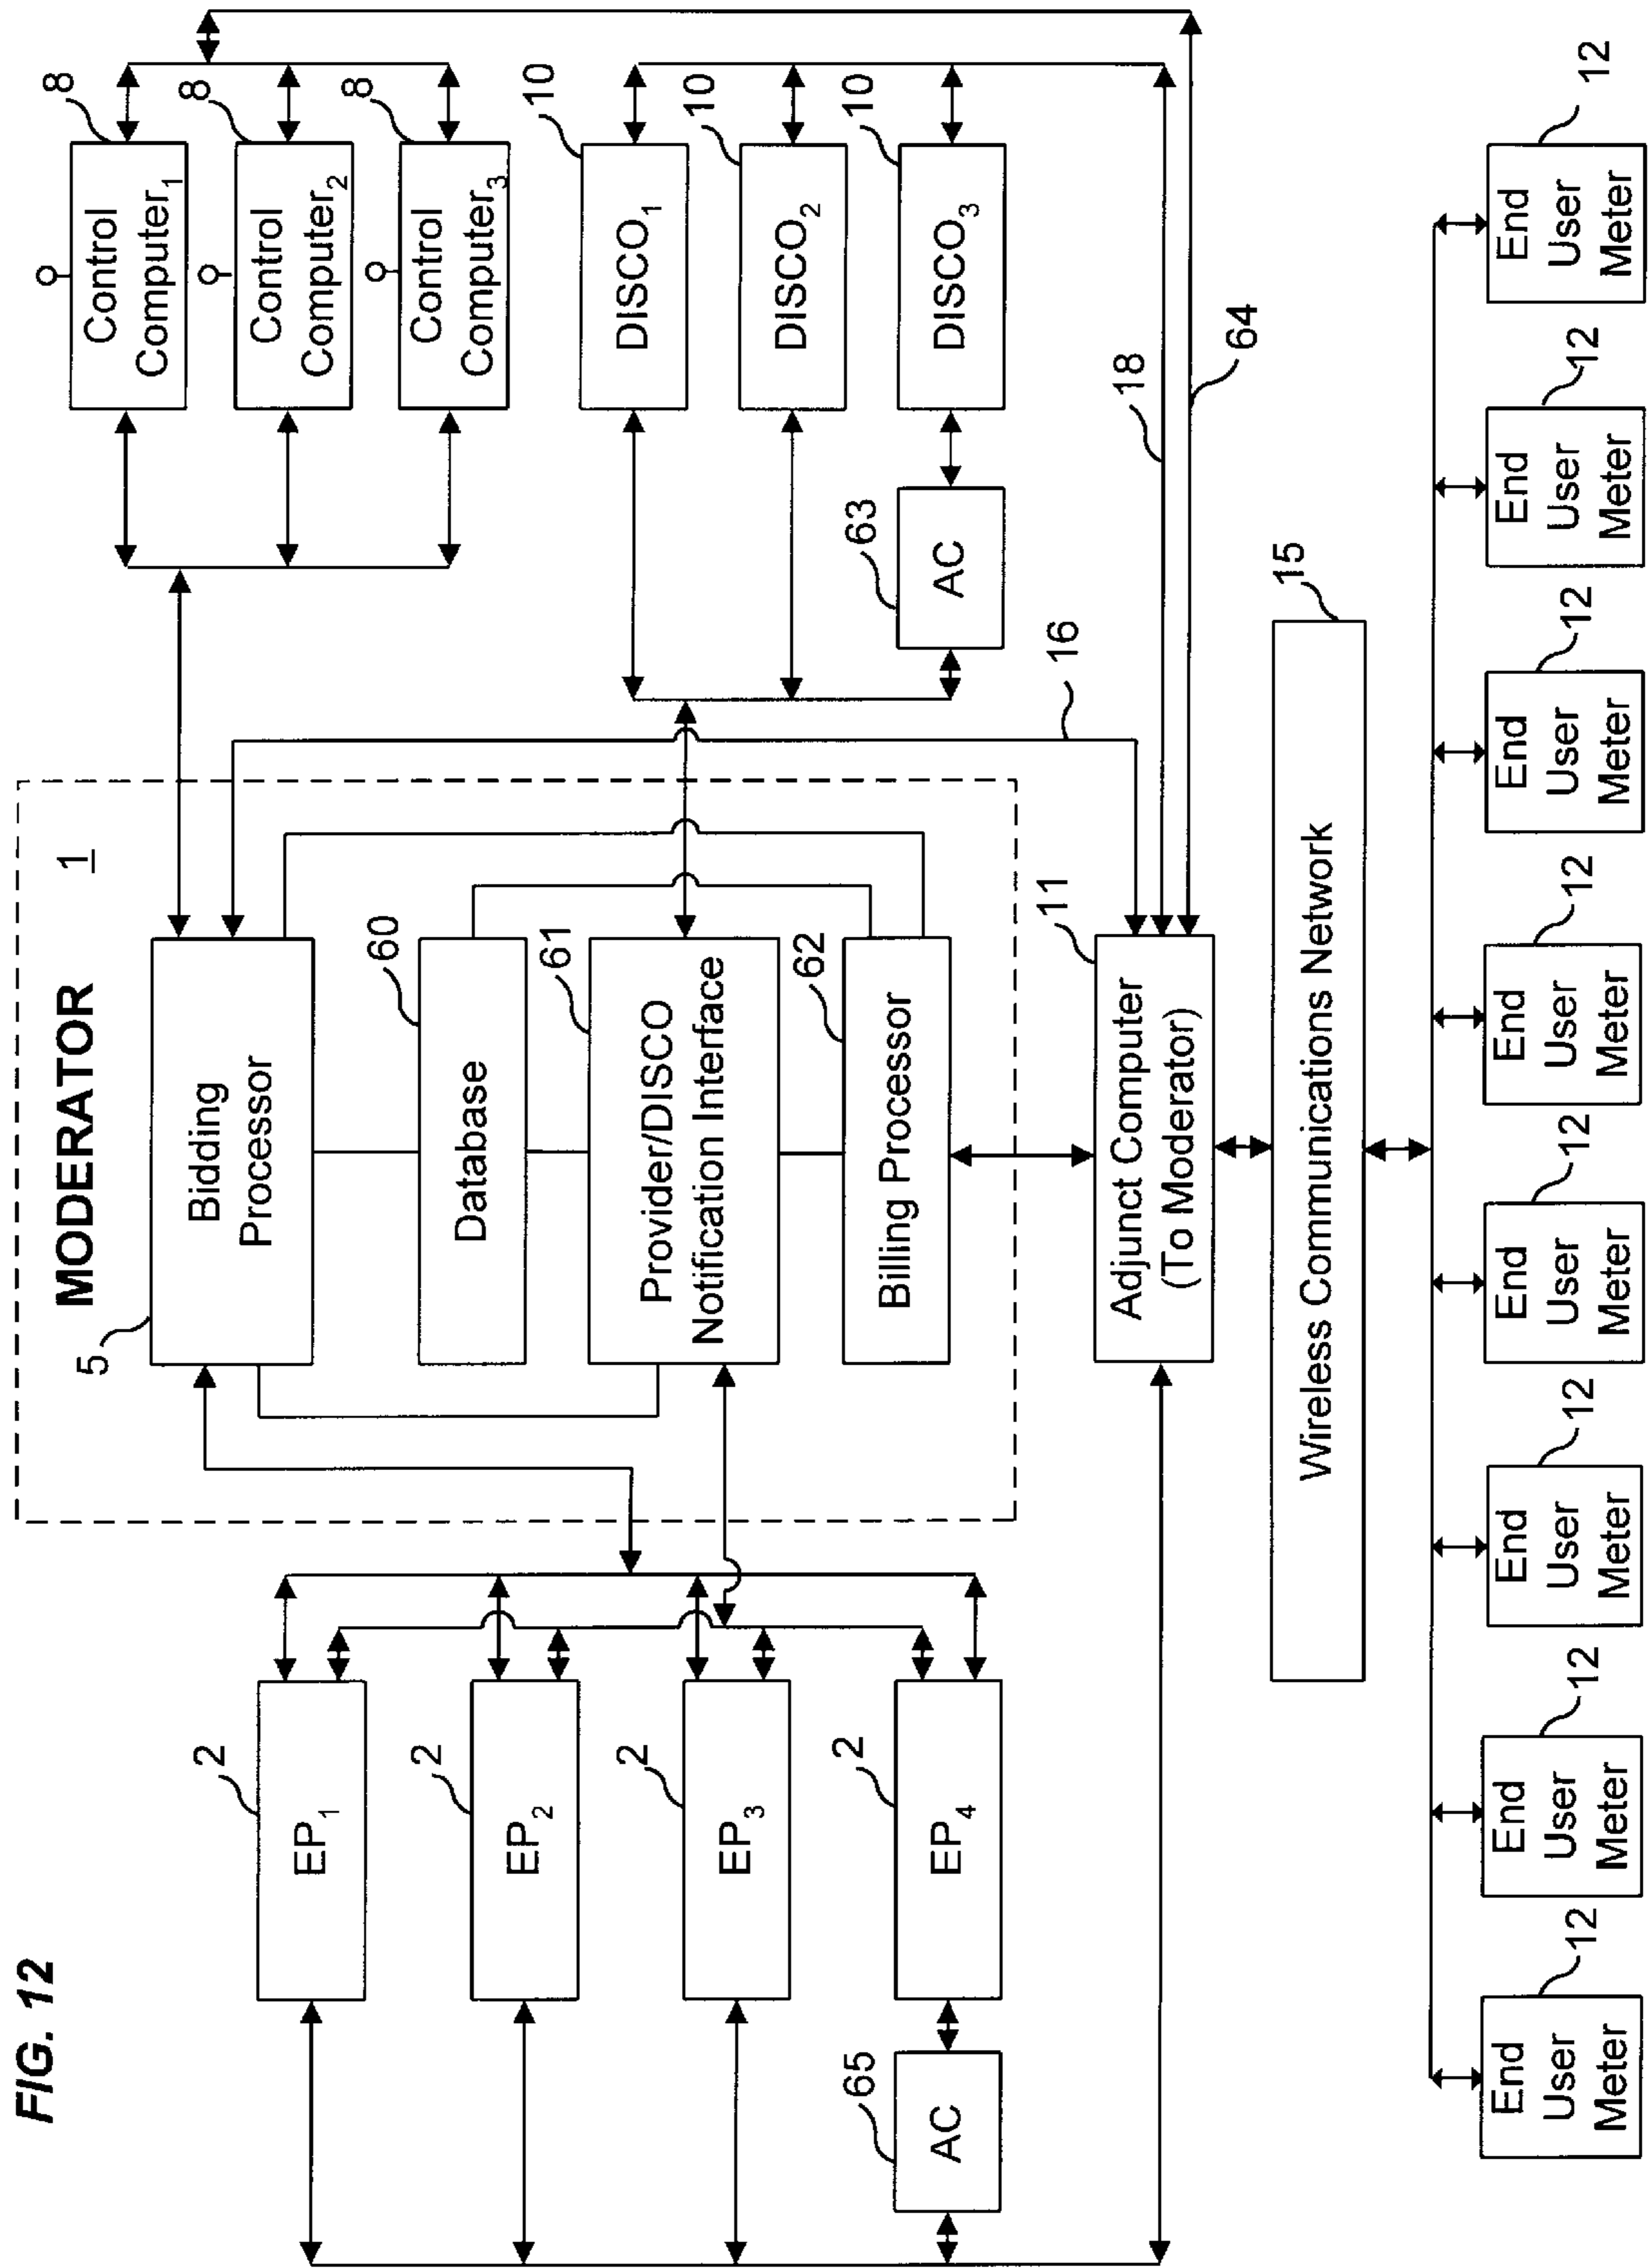 FIG. 12
MODERATOR
1
5
Bidding
Processor
60
Database
61
Provider/DISCO
Notification Interface
62
Billing Processor
2
EP1
2
EP2
2
EP3
2
EP4
65
AC
8
Control
Computer1
8
Control
Computer2
8
Control
Computer3
10
DISCO1
10
DISCO2
10
DISCO3
63
AC
16
18
64
11
Adjunct Computer
(To Moderator)
15
Wireless Communications Network
12
End
User
Meter
12
End
User
Meter
12
End
User
Meter
12
End
User
Meter
12
End
User
Meter
12
End
User
Meter
12
End
User
Meter
12
End
User
Meter